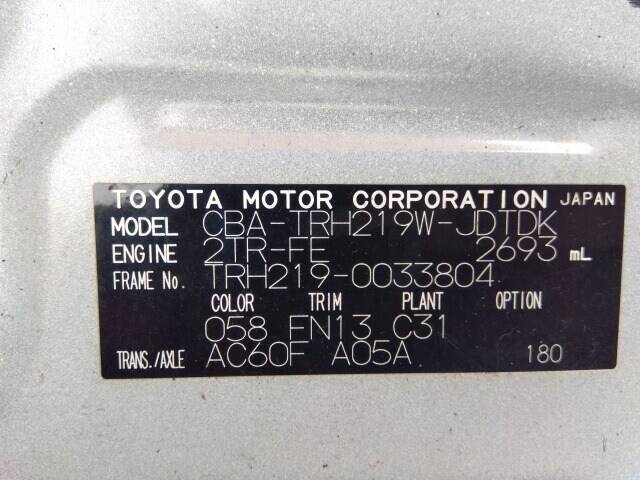 TOYOTA MOTOR CORPORATION JAPAN
MODEL CBA-TRH219W-JDTDK
ENGINE 2TR-FE 2693 mL
FRAME No. TRH219-0033804
COLOR TRIM PLANT OPTION
058 FN13 C31
TRANS./AXLE AC60F A05A 180